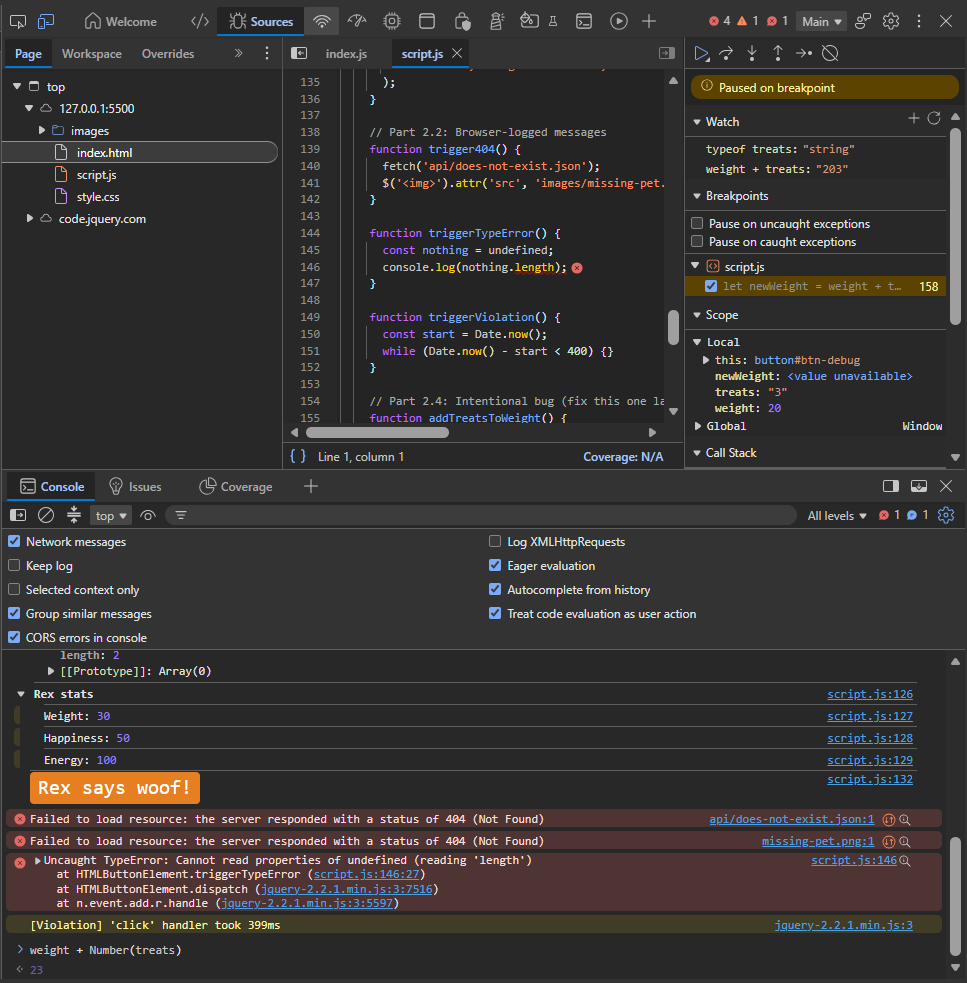 Welcome
Sources
4 1 1 Main
Page Workspace Overrides
index.js script.js
Paused on breakpoint
top
127.0.0.1:5500
images
index.html
script.js
style.css
code.jquery.com
135 );
136 }
137
138 // Part 2.2: Browser-logged messages
139 function trigger404() {
140 fetch('api/does-not-exist.json');
141 $('<img>').attr('src', 'images/missing-pet.
142 }
143
144 function triggerTypeError() {
145 const nothing = undefined;
146 console.log(nothing.length);
147 }
148
149 function triggerViolation() {
150 const start = Date.now();
151 while (Date.now() - start < 400) {}
152 }
153
154 // Part 2.4: Intentional bug (fix this one la
155 function addTreatsToWeight() {
{ } Line 1, column 1 Coverage: N/A
Watch
typeof treats: "string"
weight + treats: "203"
Breakpoints
Pause on uncaught exceptions
Pause on caught exceptions
script.js
let newWeight = weight + t… 158
Scope
Local
this: button#btn-debug
newWeight: <value unavailable>
treats: "3"
weight: 20
Global Window
Call Stack
Console Issues Coverage
top All levels 1 1
Network messages
Log XMLHttpRequests
Keep log
Eager evaluation
Selected context only
Autocomplete from history
Group similar messages
Treat code evaluation as user action
CORS errors in console
length: 2
[[Prototype]]: Array(0)
Rex stats script.js:126
Weight: 30 script.js:127
Happiness: 50 script.js:128
Energy: 100 script.js:129
Rex says woof! script.js:132
Failed to load resource: the server responded with a status of 404 (Not Found) api/does-not-exist.json:1
Failed to load resource: the server responded with a status of 404 (Not Found) missing-pet.png:1
Uncaught TypeError: Cannot read properties of undefined (reading 'length') script.js:146
at HTMLButtonElement.triggerTypeError (script.js:146:27)
at HTMLButtonElement.dispatch (jquery-2.2.1.min.js:3:7516)
at n.event.add.r.handle (jquery-2.2.1.min.js:3:5597)
[Violation] 'click' handler took 399ms jquery-2.2.1.min.js:3
weight + Number(treats)
23